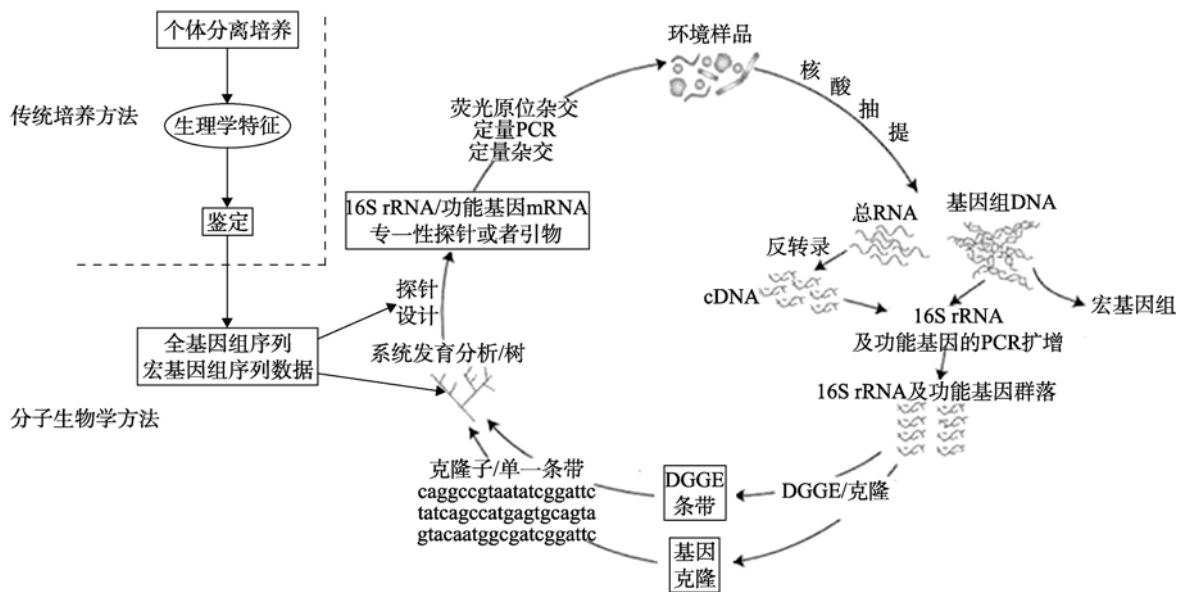 个体分离培养
传统培养方法
生理学特征
鉴定
全基因组序列
宏基因组序列数据
分子生物学方法
环境样品
核酸抽提
总RNA
基因组DNA
反转录
cDNA
宏基因组
16S rRNA
及功能基因的PCR扩增
16S rRNA及功能基因群落
DGGE/克隆
DGGE
条带
基因
克隆
克隆子/单一条带
caggccgtaatatcggattc
tatcagccatgagtgcagta
gtacaatggcgatcggattc
系统发育分析/树
探针
设计
16S rRNA/功能基因mRNA
专一性探针或者引物
荧光原位杂交
定量PCR
定量杂交